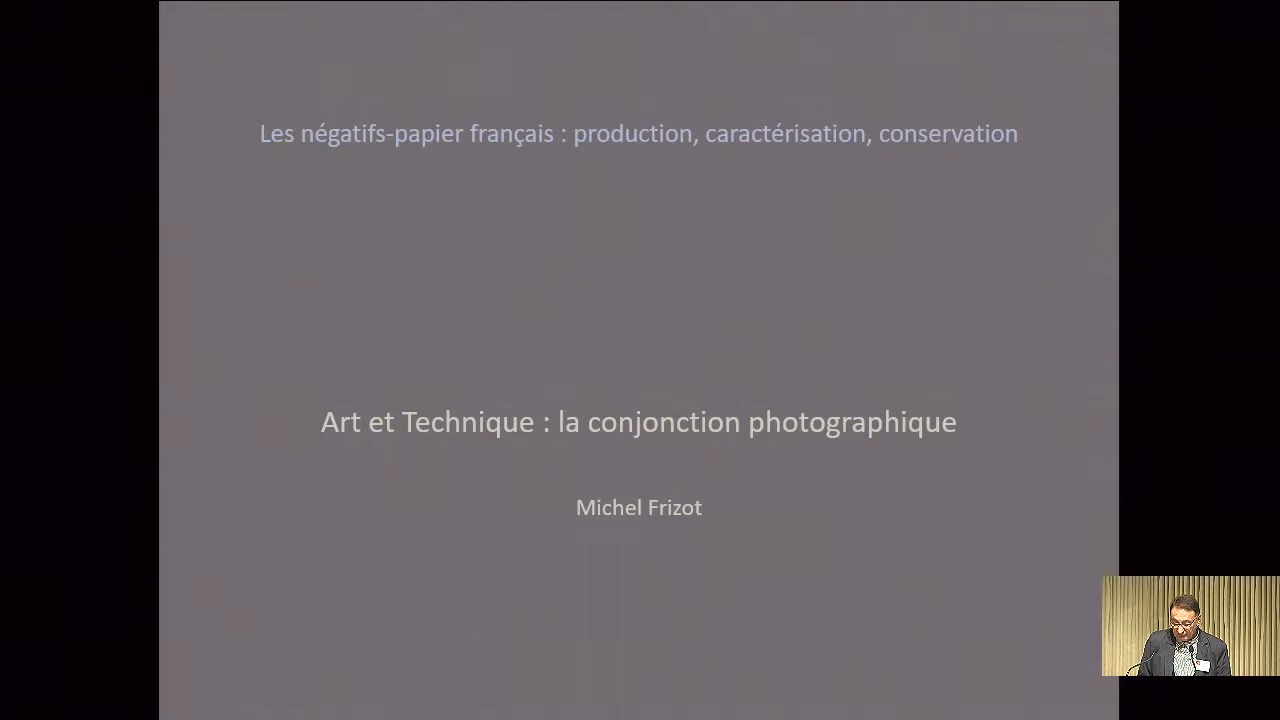 Les négatifs-papier français : production, caractérisation, conservation
Art et Technique : la conjonction photographique
Michel Frizot